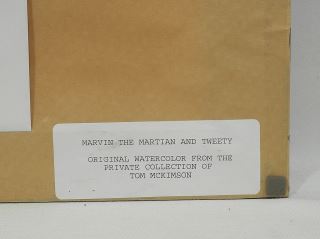 MARVIN THE MARTIAN AND TWEETY
ORIGINAL WATERCOLOR FROM THE
PRIVATE COLLECTION OF
TOM MCKIMSON